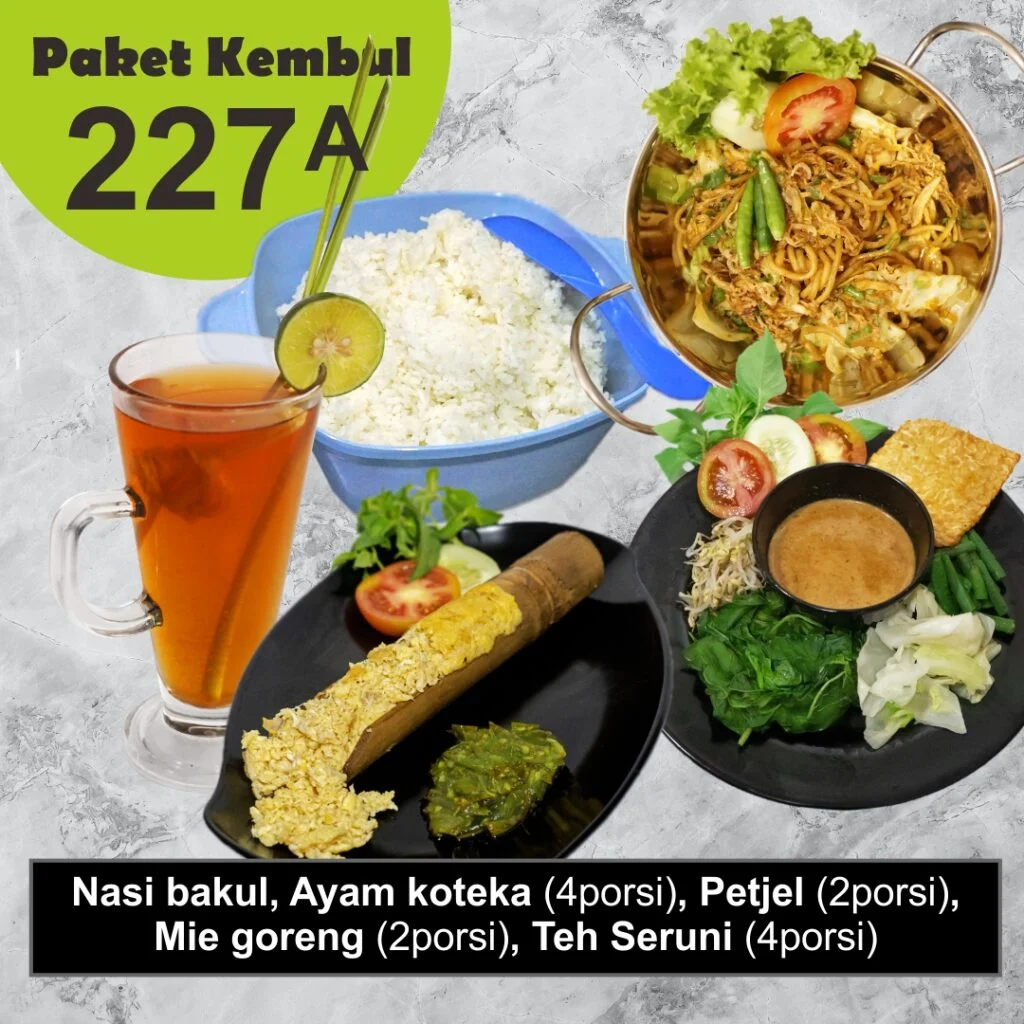 Paket Kembul
227A
Nasi bakul, Ayam koteka (4porsi), Petjel (2porsi),
Mie goreng (2porsi), Teh Seruni (4porsi)